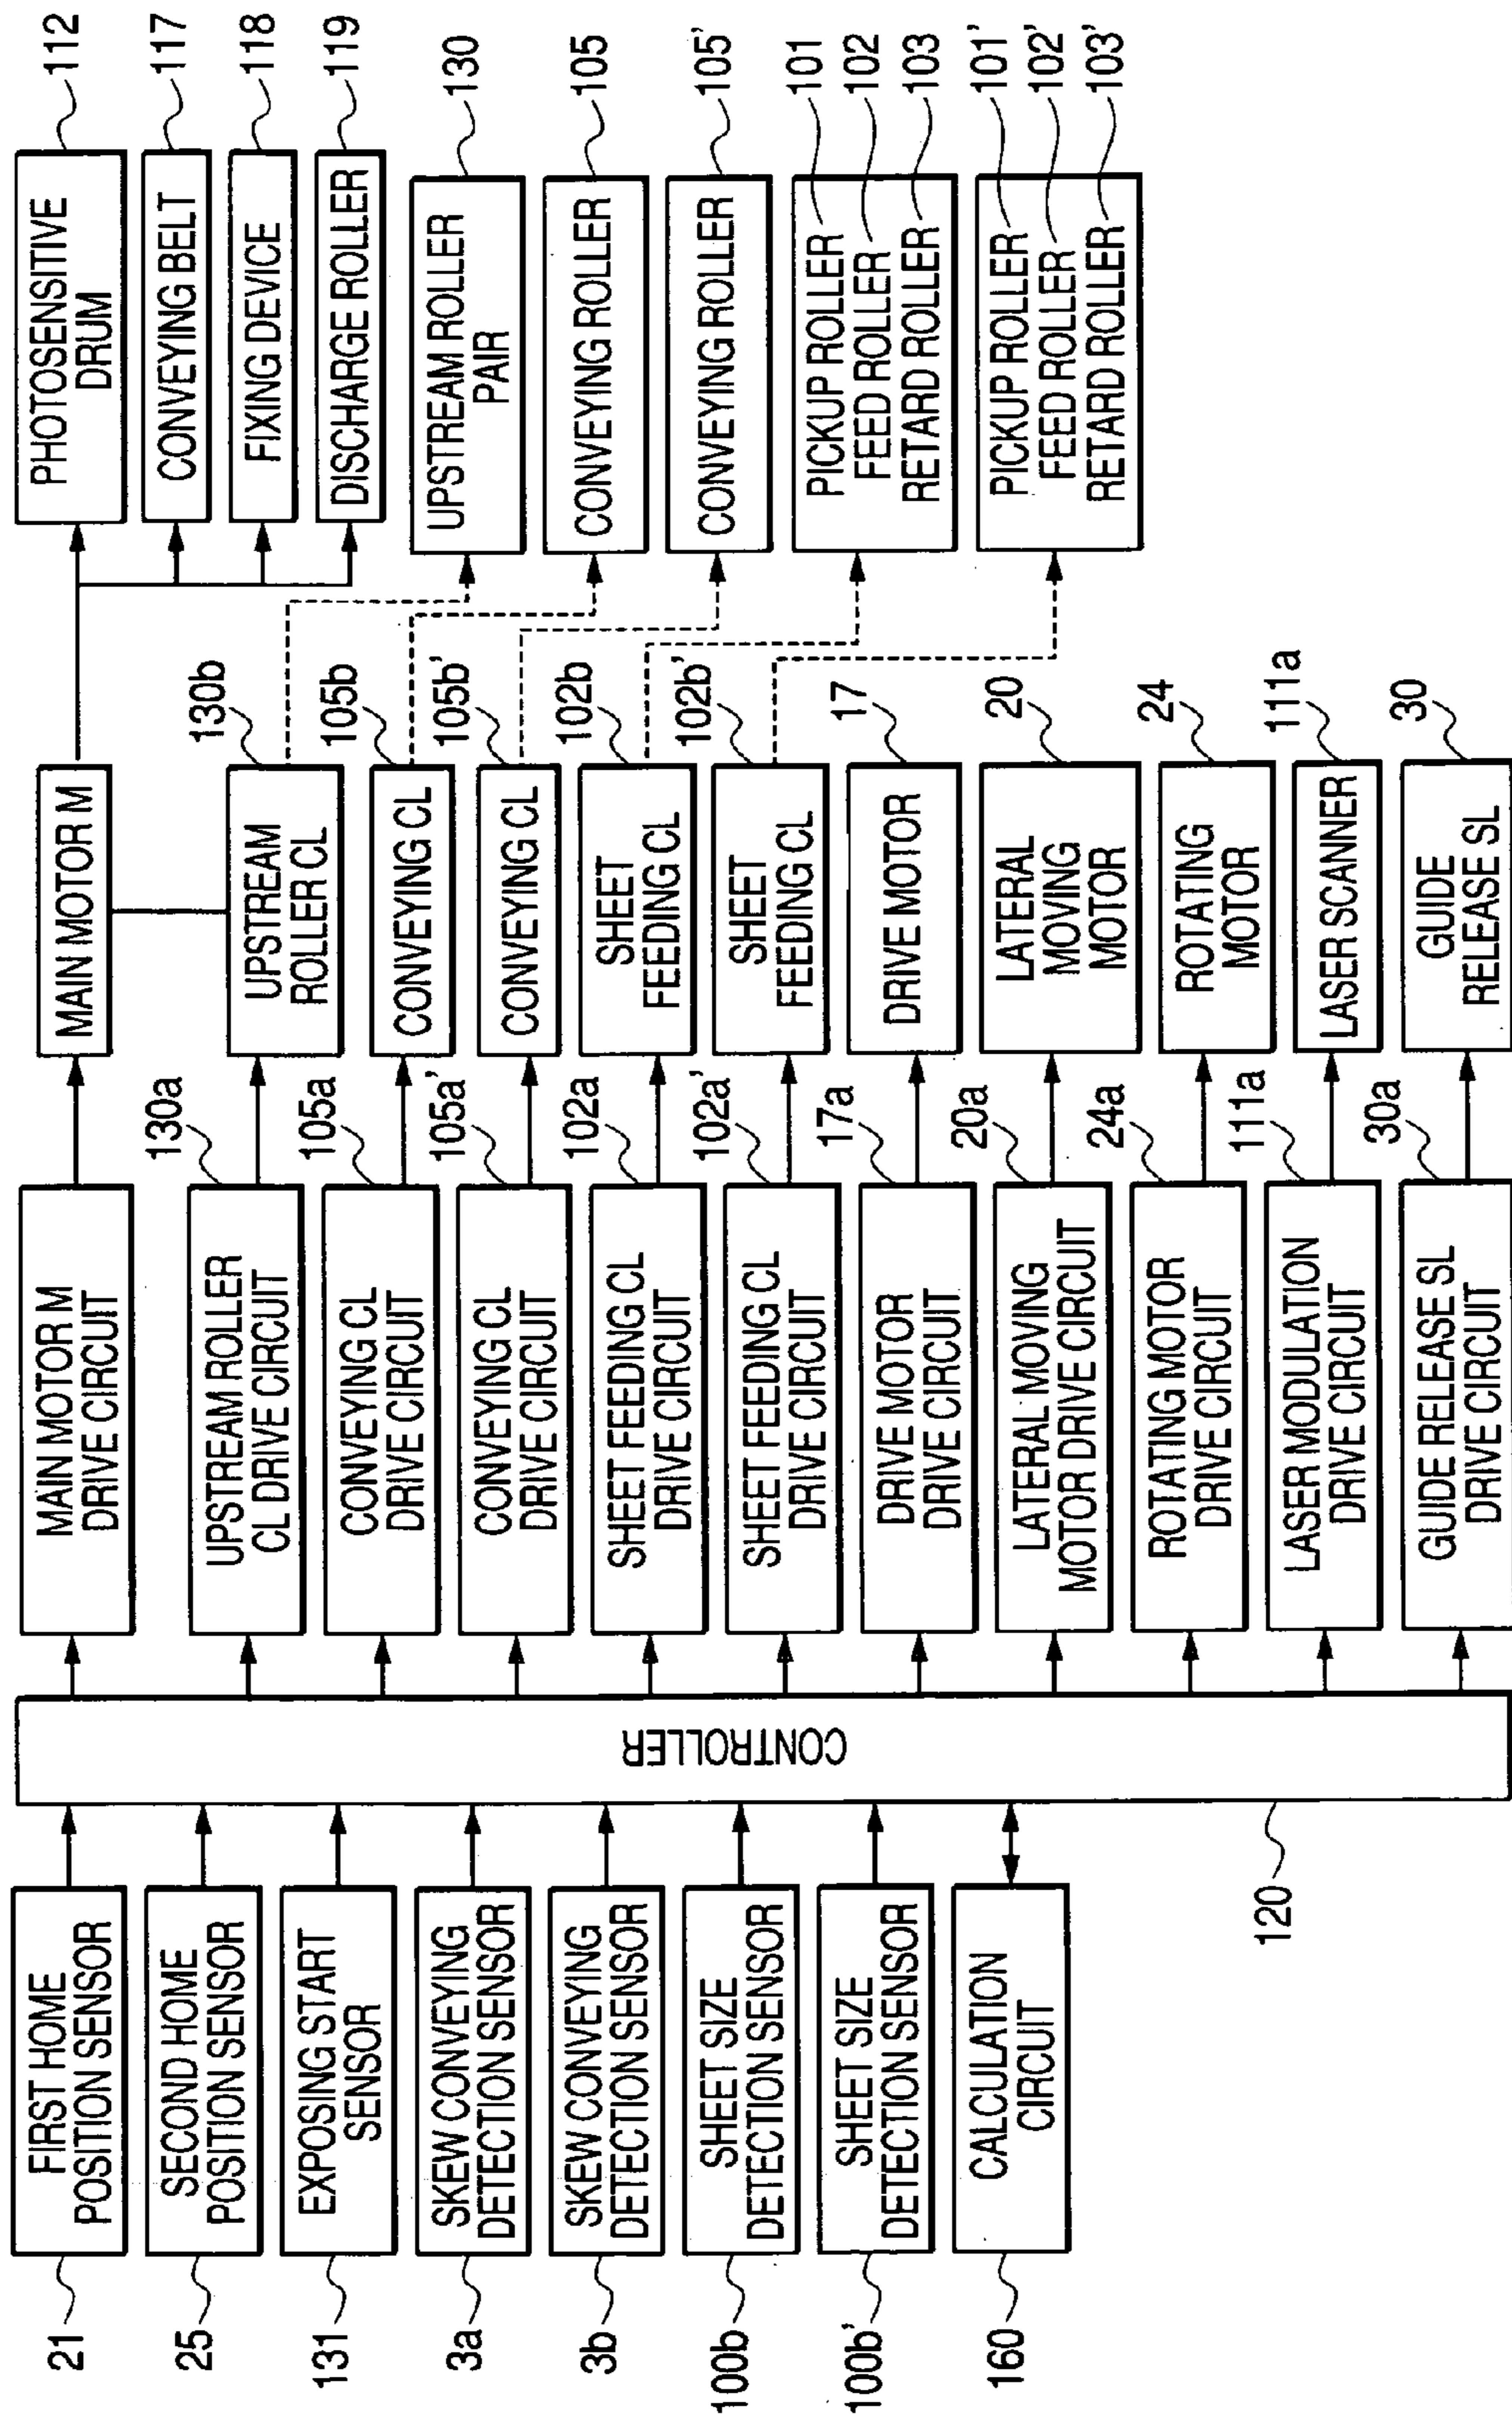 21
FIRST HOME
POSITION SENSOR
25
SECOND HOME
POSITION SENSOR
131
EXPOSING START
SENSOR
3a
SKEW CONVEYING
DETECTION SENSOR
3b
SKEW CONVEYING
DETECTION SENSOR
100b
SHEET SIZE
DETECTION SENSOR
100b'
SHEET SIZE
DETECTION SENSOR
160
CALCULATION
CIRCUIT
CONTROLLER
120
MAIN MOTOR M
DRIVE CIRCUIT
UPSTREAM ROLLER
CL DRIVE CIRCUIT
130a
CONVEYING CL
DRIVE CIRCUIT
105a
CONVEYING CL
DRIVE CIRCUIT
105a'
SHEET FEEDING CL
DRIVE CIRCUIT
102a
SHEET FEEDING CL
DRIVE CIRCUIT
102a'
DRIVE MOTOR
DRIVE CIRCUIT
17a
LATERAL MOVING
MOTOR DRIVE CIRCUIT
20a
ROTATING MOTOR
DRIVE CIRCUIT
24a
LASER MODULATION
DRIVE CIRCUIT
111a
GUIDE RELEASE SL
DRIVE CIRCUIT
30a
MAIN MOTOR M
UPSTREAM
ROLLER CL
130b
CONVEYING CL
105b
CONVEYING CL
105b'
SHEET
FEEDING CL
102b
SHEET
FEEDING CL
102b'
DRIVE MOTOR
17
LATERAL
MOVING
MOTOR
20
ROTATING
MOTOR
24
LASER SCANNER
111a
GUIDE
RELEASE SL
30
PHOTOSENSITIVE
DRUM
112
CONVEYING BELT
117
FIXING DEVICE
118
DISCHARGE ROLLER
119
UPSTREAM ROLLER
PAIR
130
CONVEYING ROLLER
105
CONVEYING ROLLER
105'
PICKUP ROLLER
101
FEED ROLLER
102
RETARD ROLLER
103
PICKUP ROLLER
101'
FEED ROLLER
102'
RETARD ROLLER
103'